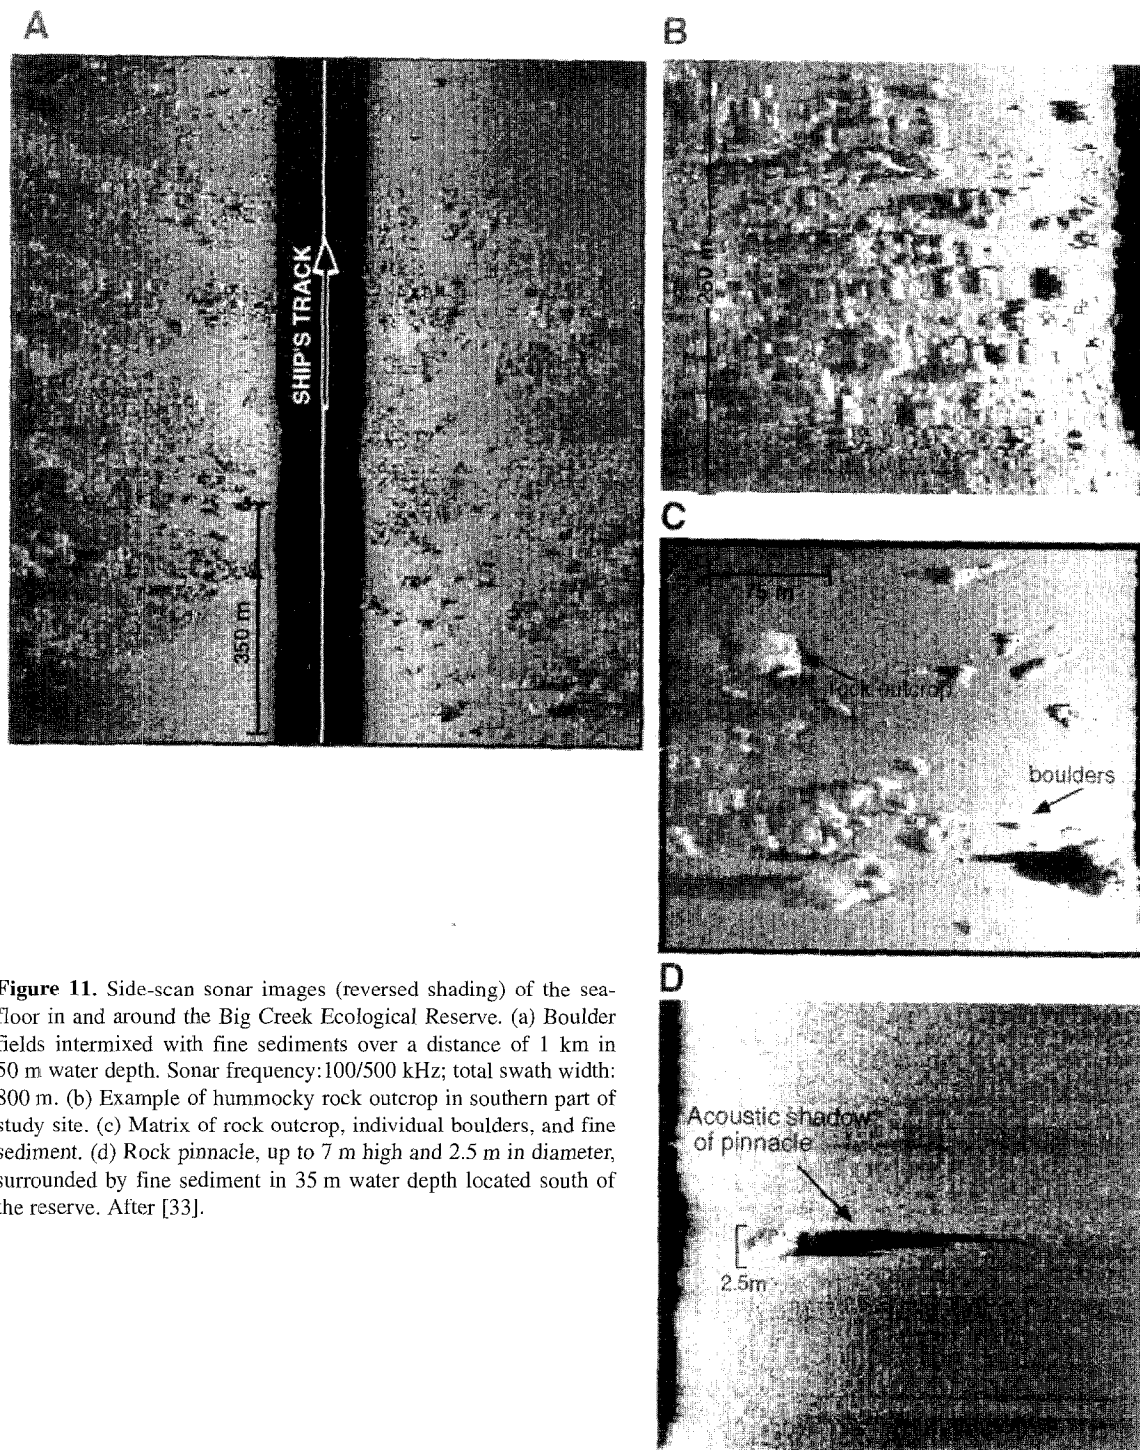 A
B
SHIP'S TRACK
350 m
250 m
C
75 m
rock outcrop
boulders
D
Acoustic shadow
of pinnacle
2.5m
Figure 11. Side-scan sonar images (reversed shading) of the sea-
floor in and around the Big Creek Ecological Reserve. (a) Boulder
fields intermixed with fine sediments over a distance of 1 km in
50 m water depth. Sonar frequency:100/500 kHz; total swath width:
800 m. (b) Example of hummocky rock outcrop in southern part of
study site. (c) Matrix of rock outcrop, individual boulders, and fine
sediment. (d) Rock pinnacle, up to 7 m high and 2.5 m in diameter,
surrounded by fine sediment in 35 m water depth located south of
the reserve. After [33].